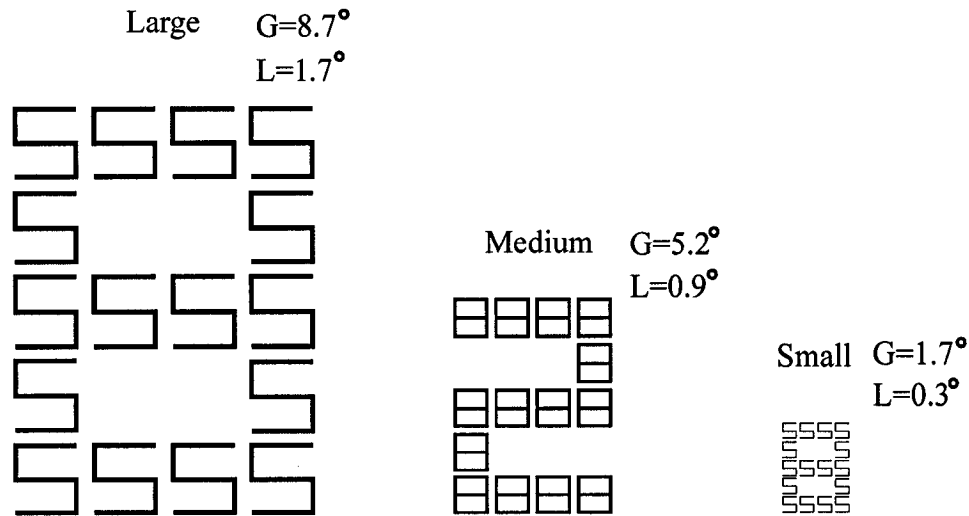 Large G=8.7°
L=1.7°
Medium G=5.2°
L=0.9°
Small G=1.7°
L=0.3°